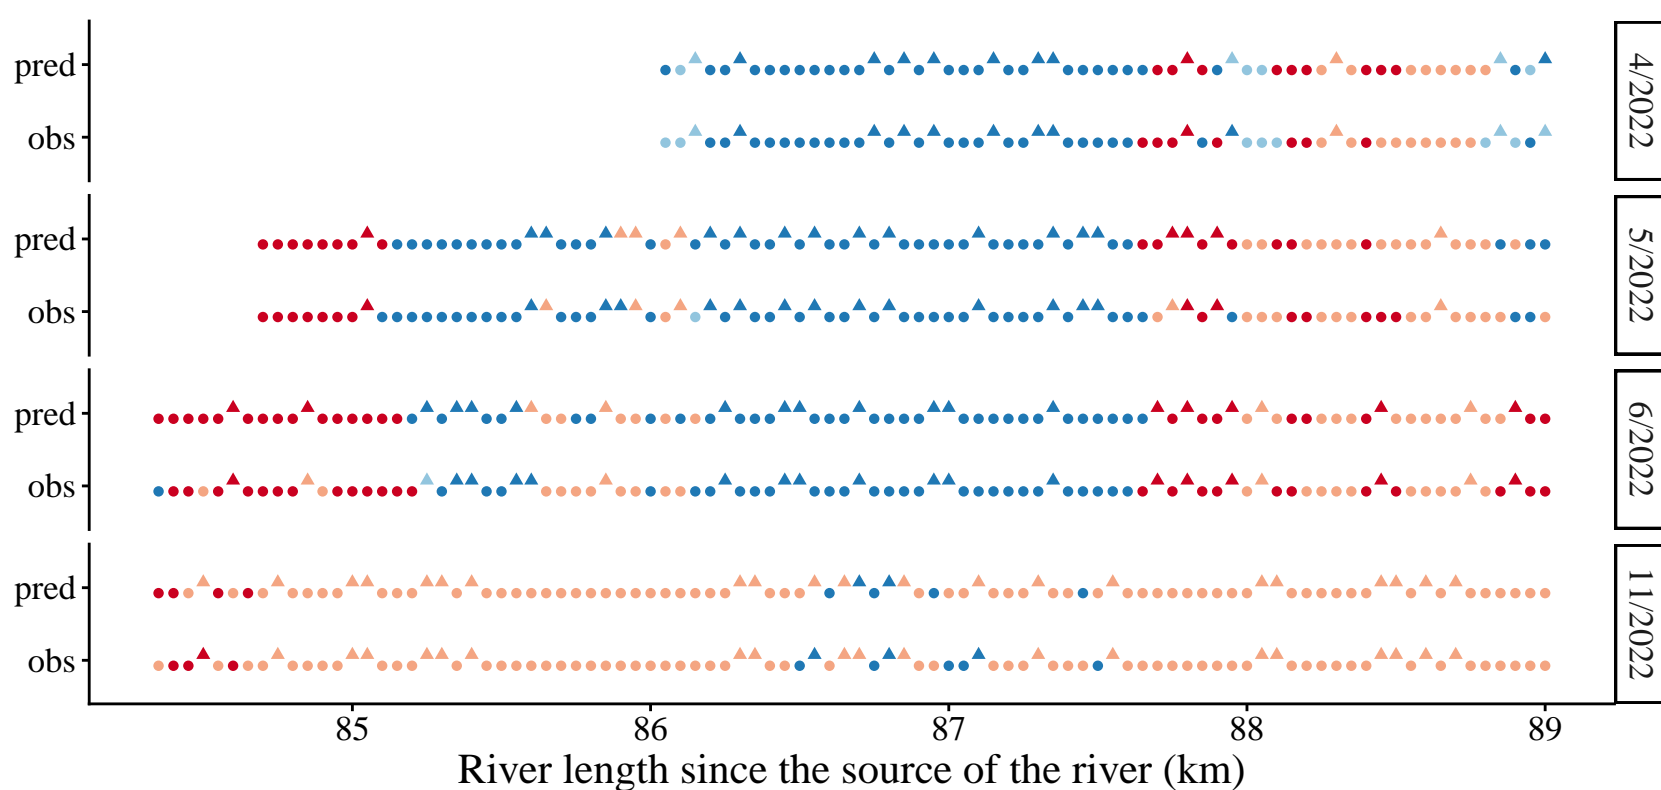 pred
obs
4/2022
pred
obs
5/2022
pred
obs
6/2022
pred
obs
11/2022
85 86 87 88 89
River length since the source of the river (km)